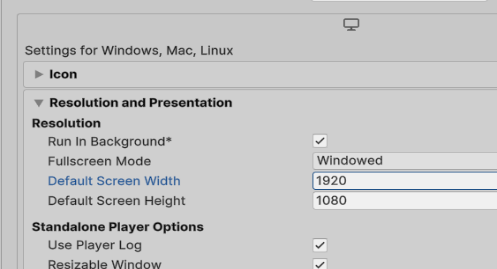 Settings for Windows, Mac, Linux
Icon
Resolution and Presentation
Resolution
Run In Background*
Fullscreen Mode Windowed
Default Screen Width 1920
Default Screen Height 1080
Standalone Player Options
Use Player Log
Resizable Window